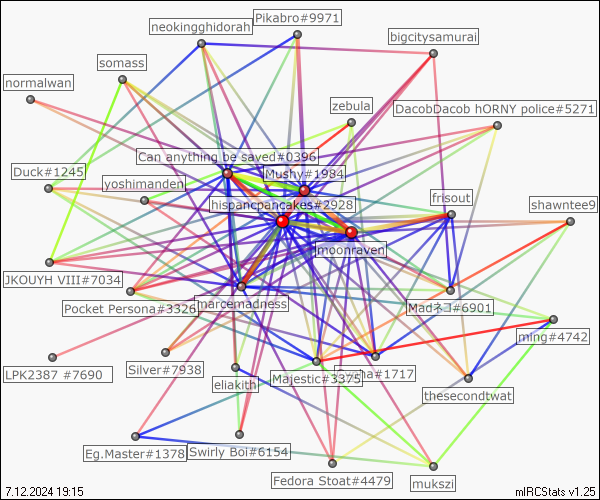 Pikabro#9971
neokingghidorah
bigcitysamurai
somass
normalwan
zebula
DacobDacob hORNY police#5271
Can anything be saved#0396
Mushy#1984
Duck#1245
yoshimanden
frisout
hispancpancakes#2928
shawntee9
moonraven
JKOUYH VIII#7034
Pocket Persona#3326
marcemadness
Madネコ#6901
ming#4742
LPK2387 #7690
Silver#7938
Majestic#3375
#1717
eliakith
thesecondtwat
Eg.Master#1378
Swirly Boi#6154
Fedora Stoat#4479
mukszi
7.12.2024 19:15
mIRCStats v1.25